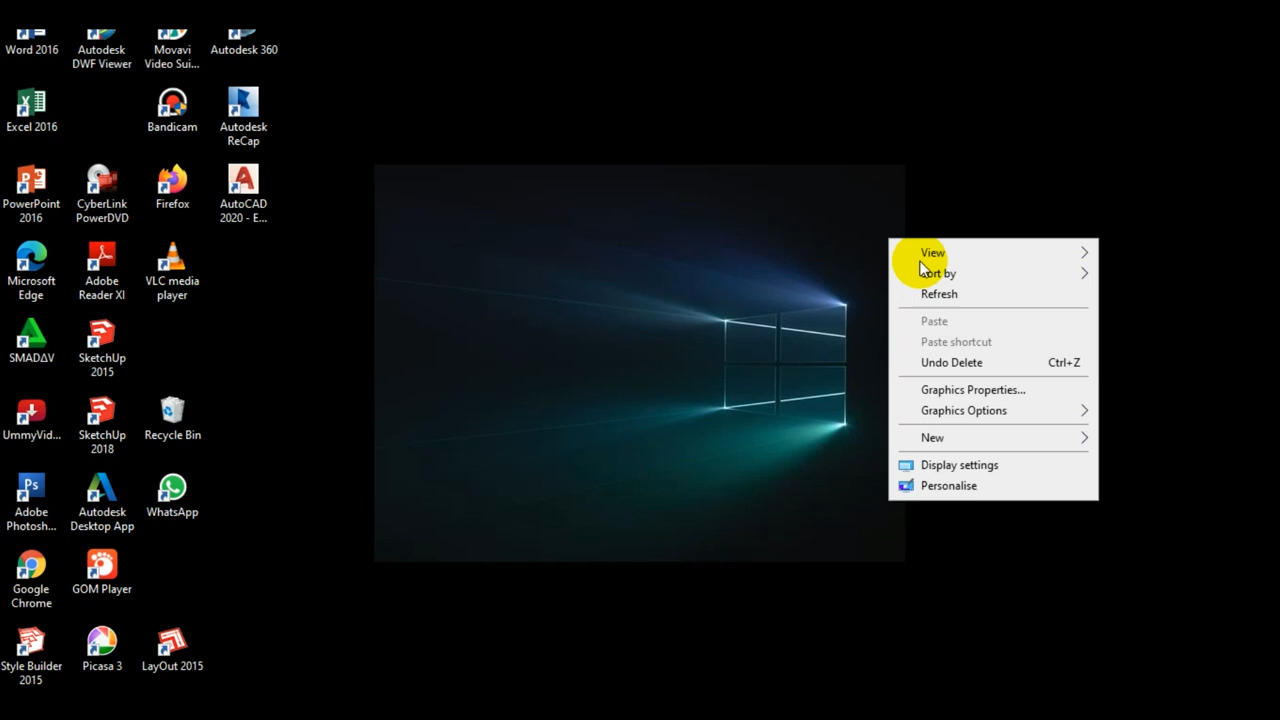 Word 2016
Autodesk
DWF Viewer
Movavi
Video Sui...
Autodesk 360
Excel 2016
Bandicam
Autodesk
ReCap
PowerPoint
2016
CyberLink
PowerDVD
Firefox
AutoCAD
2020 - E...
Microsoft
Edge
Adobe
Reader XI
VLC media
player
SMADΔV
SketchUp
2015
UmmyVid...
SketchUp
2018
Recycle Bin
Adobe
Photosh...
Autodesk
Desktop App
WhatsApp
Google
Chrome
GOM Player
Style Builder
2015
Picasa 3
LayOut 2015
View
Sort by
Refresh
Paste
Paste shortcut
Undo Delete Ctrl+Z
Graphics Properties...
Graphics Options
New
Display settings
Personalise